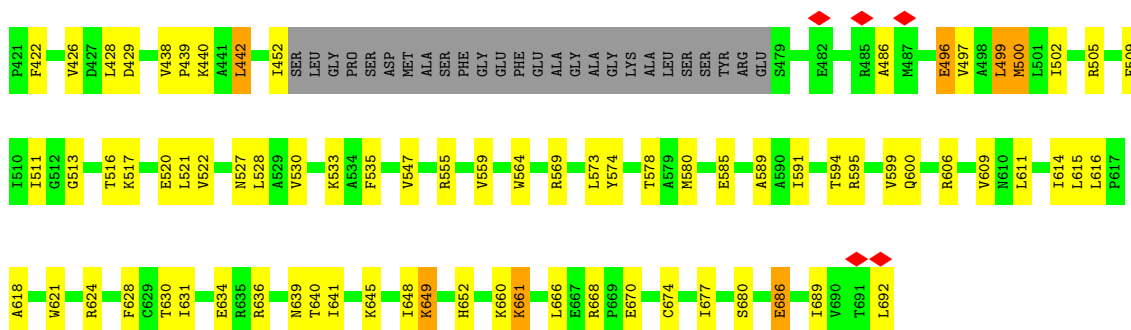 P421 F422 V426 D427 L428 D429 V438 P439 K440 A441 L442 I452 SER LEU GLY PRO SER ASP MET ALA SER PHE GLY GLU PHE GLU ALA GLY ALA GLY LYS ALA LEU SER SER TYR ARG GLU S479 E482 R485 A486 M487 E496 V497 A498 L499 M500 L501 I502 R505
I510 I511 G512 G513 T516 K517 E520 L521 V522 N527 L528 A529 V530 K533 A534 F535 V547 R555 V559 W564 R569 L573 Y574 T578 A579 M580 E585 A589 A590 I591 T594 R595 V599 Q600 R606 V609 N610 L611 I614 L615 L616 P617
A618 W621 R624 F628 C629 T630 I631 E634 R635 R636 N639 T640 I641 K645 I648 K649 H652 K660 K661 L666 E667 R668 P669 E670 C674 I677 S680 E686 I689 V690 T691 L692